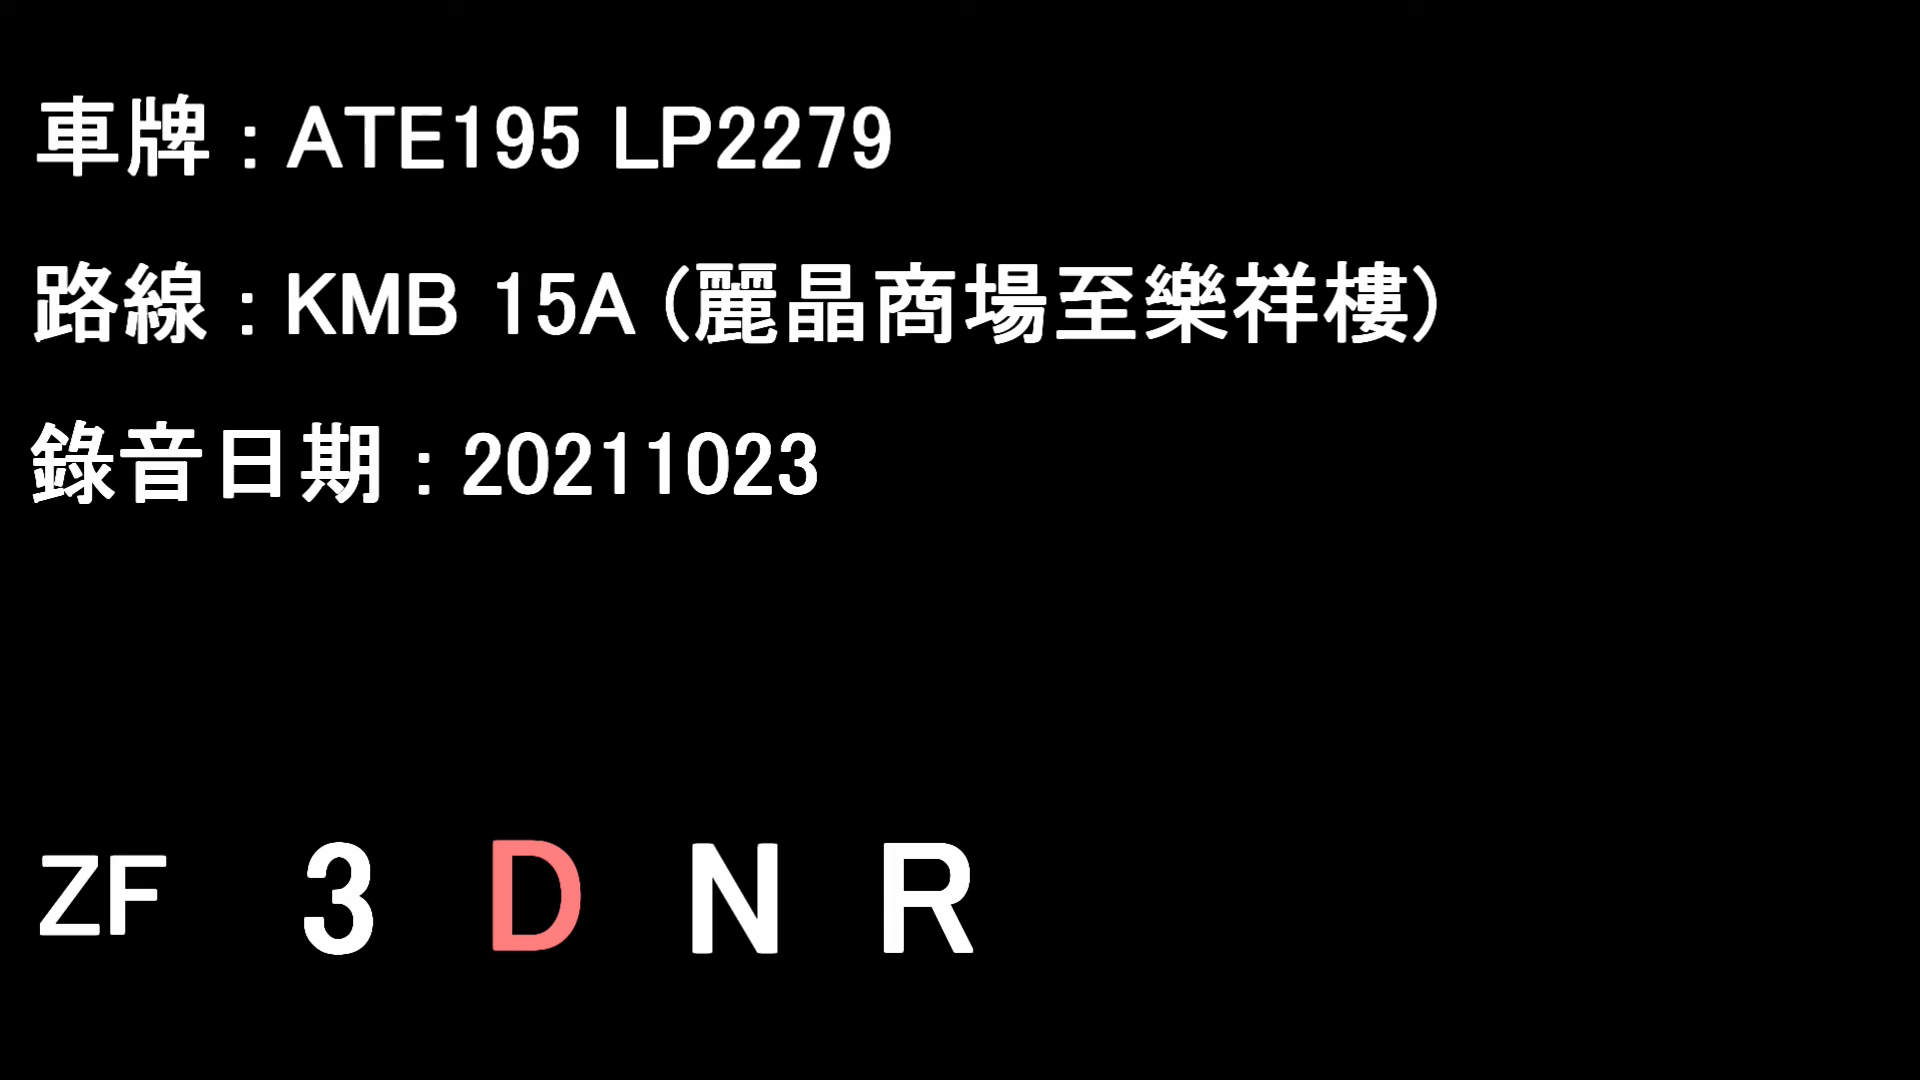 車牌 : ATE195 LP2279
路線 : KMB 15A (麗晶商場至樂祥樓)
錄音日期 : 20211023
ZF 3 D N R